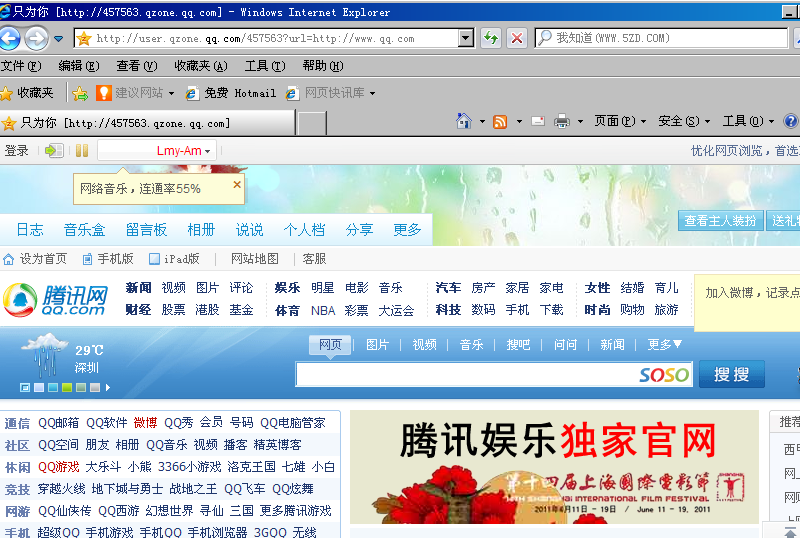 只为你 [http://457563.qzone.qq.com] - Windows Internet Explorer
http://user.qzone.qq.com/457563?url=http://www.qq.com
我知道(WWW.5ZD.COM)
文件(F) 编辑(E) 查看(V) 收藏夹(A) 工具(T) 帮助(H)
收藏夹 建议网站 免费 Hotmail 网页快讯库
只为你 [http://457563.qzone.qq.com] 页面(P) 安全(S) 工具(O)
登录 Lmy-Am 优化网页浏览，首选
网络音乐，连通率55%
日志 音乐盒 留言板 相册 说说 个人档 分享 更多
查看主人装扮 送礼
设为首页 手机版 iPad版 网站地图 客服
腾讯网 QQ.com
新闻 视频 图片 评论 娱乐 明星 电影 音乐 汽车 房产 家居 家电 女性 结婚 育儿
财经 股票 港股 基金 体育 NBA 彩票 大运会 科技 数码 手机 下载 时尚 购物 旅游
加入微博，记录点
29℃
深圳
网页 图片 视频 音乐 搜吧 问问 新闻 更多▼
SOSO 搜搜
通信 QQ邮箱 QQ软件 微博 QQ秀 会员 号码 QQ电脑管家
社区 QQ空间 朋友 相册 QQ音乐 视频 播客 精英博客
休闲 QQ游戏 大乐斗 小熊 3366小游戏 洛克王国 七雄 小白
竞技 穿越火线 地下城与勇士 战地之王 QQ飞车 QQ炫舞
网游 QQ仙侠传 QQ西游 幻想世界 寻仙 三国 更多腾讯游戏
手机 超级QQ 手机游戏 手机QQ 手机浏览器 3GQQ 无线
腾讯娱乐独家官网
第十四届上海國際電影節
14TH SHANGHAI INTERNATIONAL FILM FESTIVAL
2011年6月11日 - 19日 / June 11 - 19, 2011
推荐
网